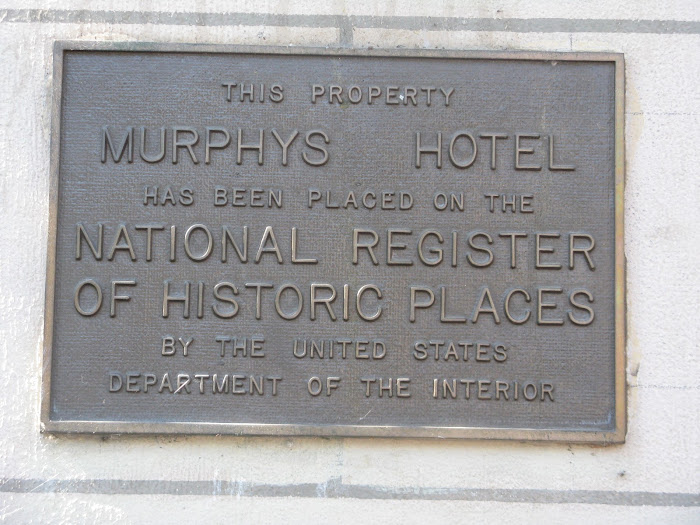 THIS PROPERTY
MURPHYS HOTEL
HAS BEEN PLACED ON THE
NATIONAL REGISTER
OF HISTORIC PLACES
BY THE UNITED STATES
DEPARTMENT OF THE INTERIOR